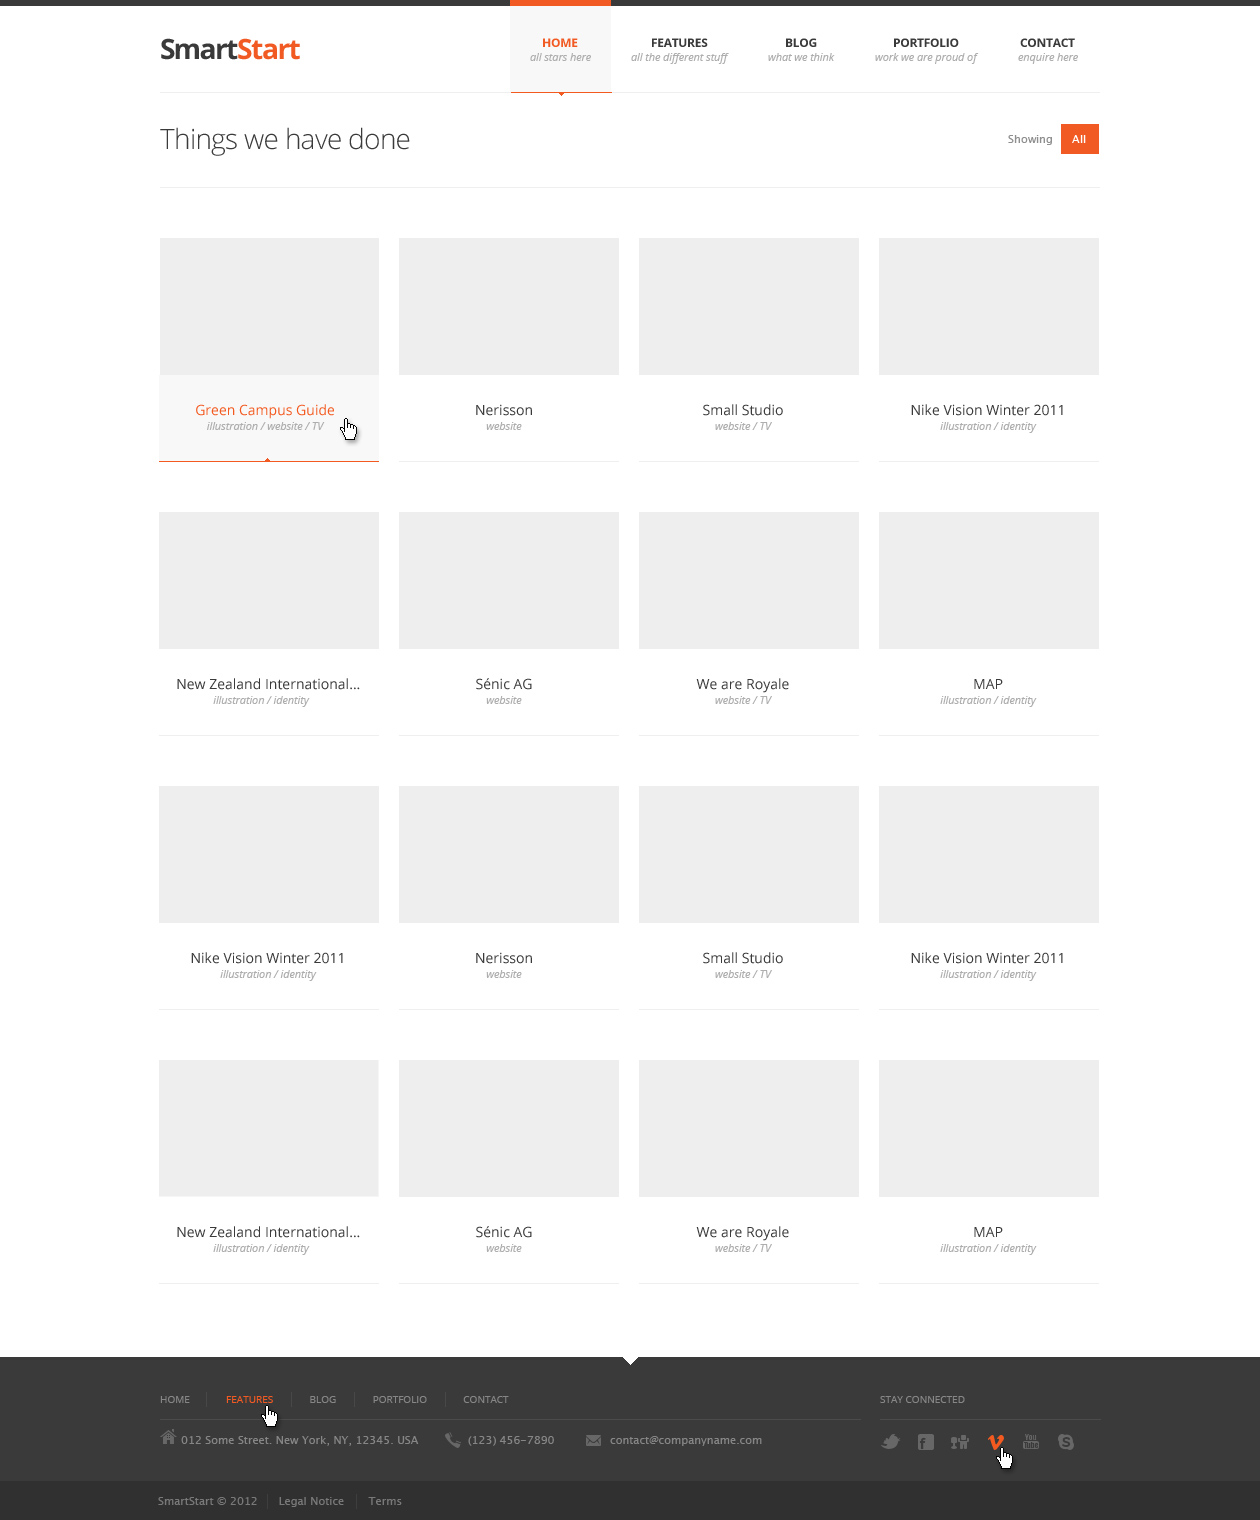 SmartStart
HOME
all stars here
FEATURES
all the different stuff
BLOG
what we think
PORTFOLIO
work we are proud of
CONTACT
enquire here
Things we have done
Showing
All
Green Campus Guide
illustration / website / TV
Nerisson
website
Small Studio
website / TV
Nike Vision Winter 2011
illustration / identity
New Zealand International...
illustration / identity
Sénic AG
website
We are Royale
website / TV
MAP
illustration / identity
Nike Vision Winter 2011
illustration / identity
Nerisson
website
Small Studio
website / TV
Nike Vision Winter 2011
illustration / identity
New Zealand International...
illustration / identity
Sénic AG
website
We are Royale
website / TV
MAP
illustration / identity
HOME
FEATURES
BLOG
PORTFOLIO
CONTACT
STAY CONNECTED
012 Some Street. New York, NY, 12345. USA
(123) 456-7890
contact@companyname.com
You Tube
SmartStart © 2012
Legal Notice
Terms